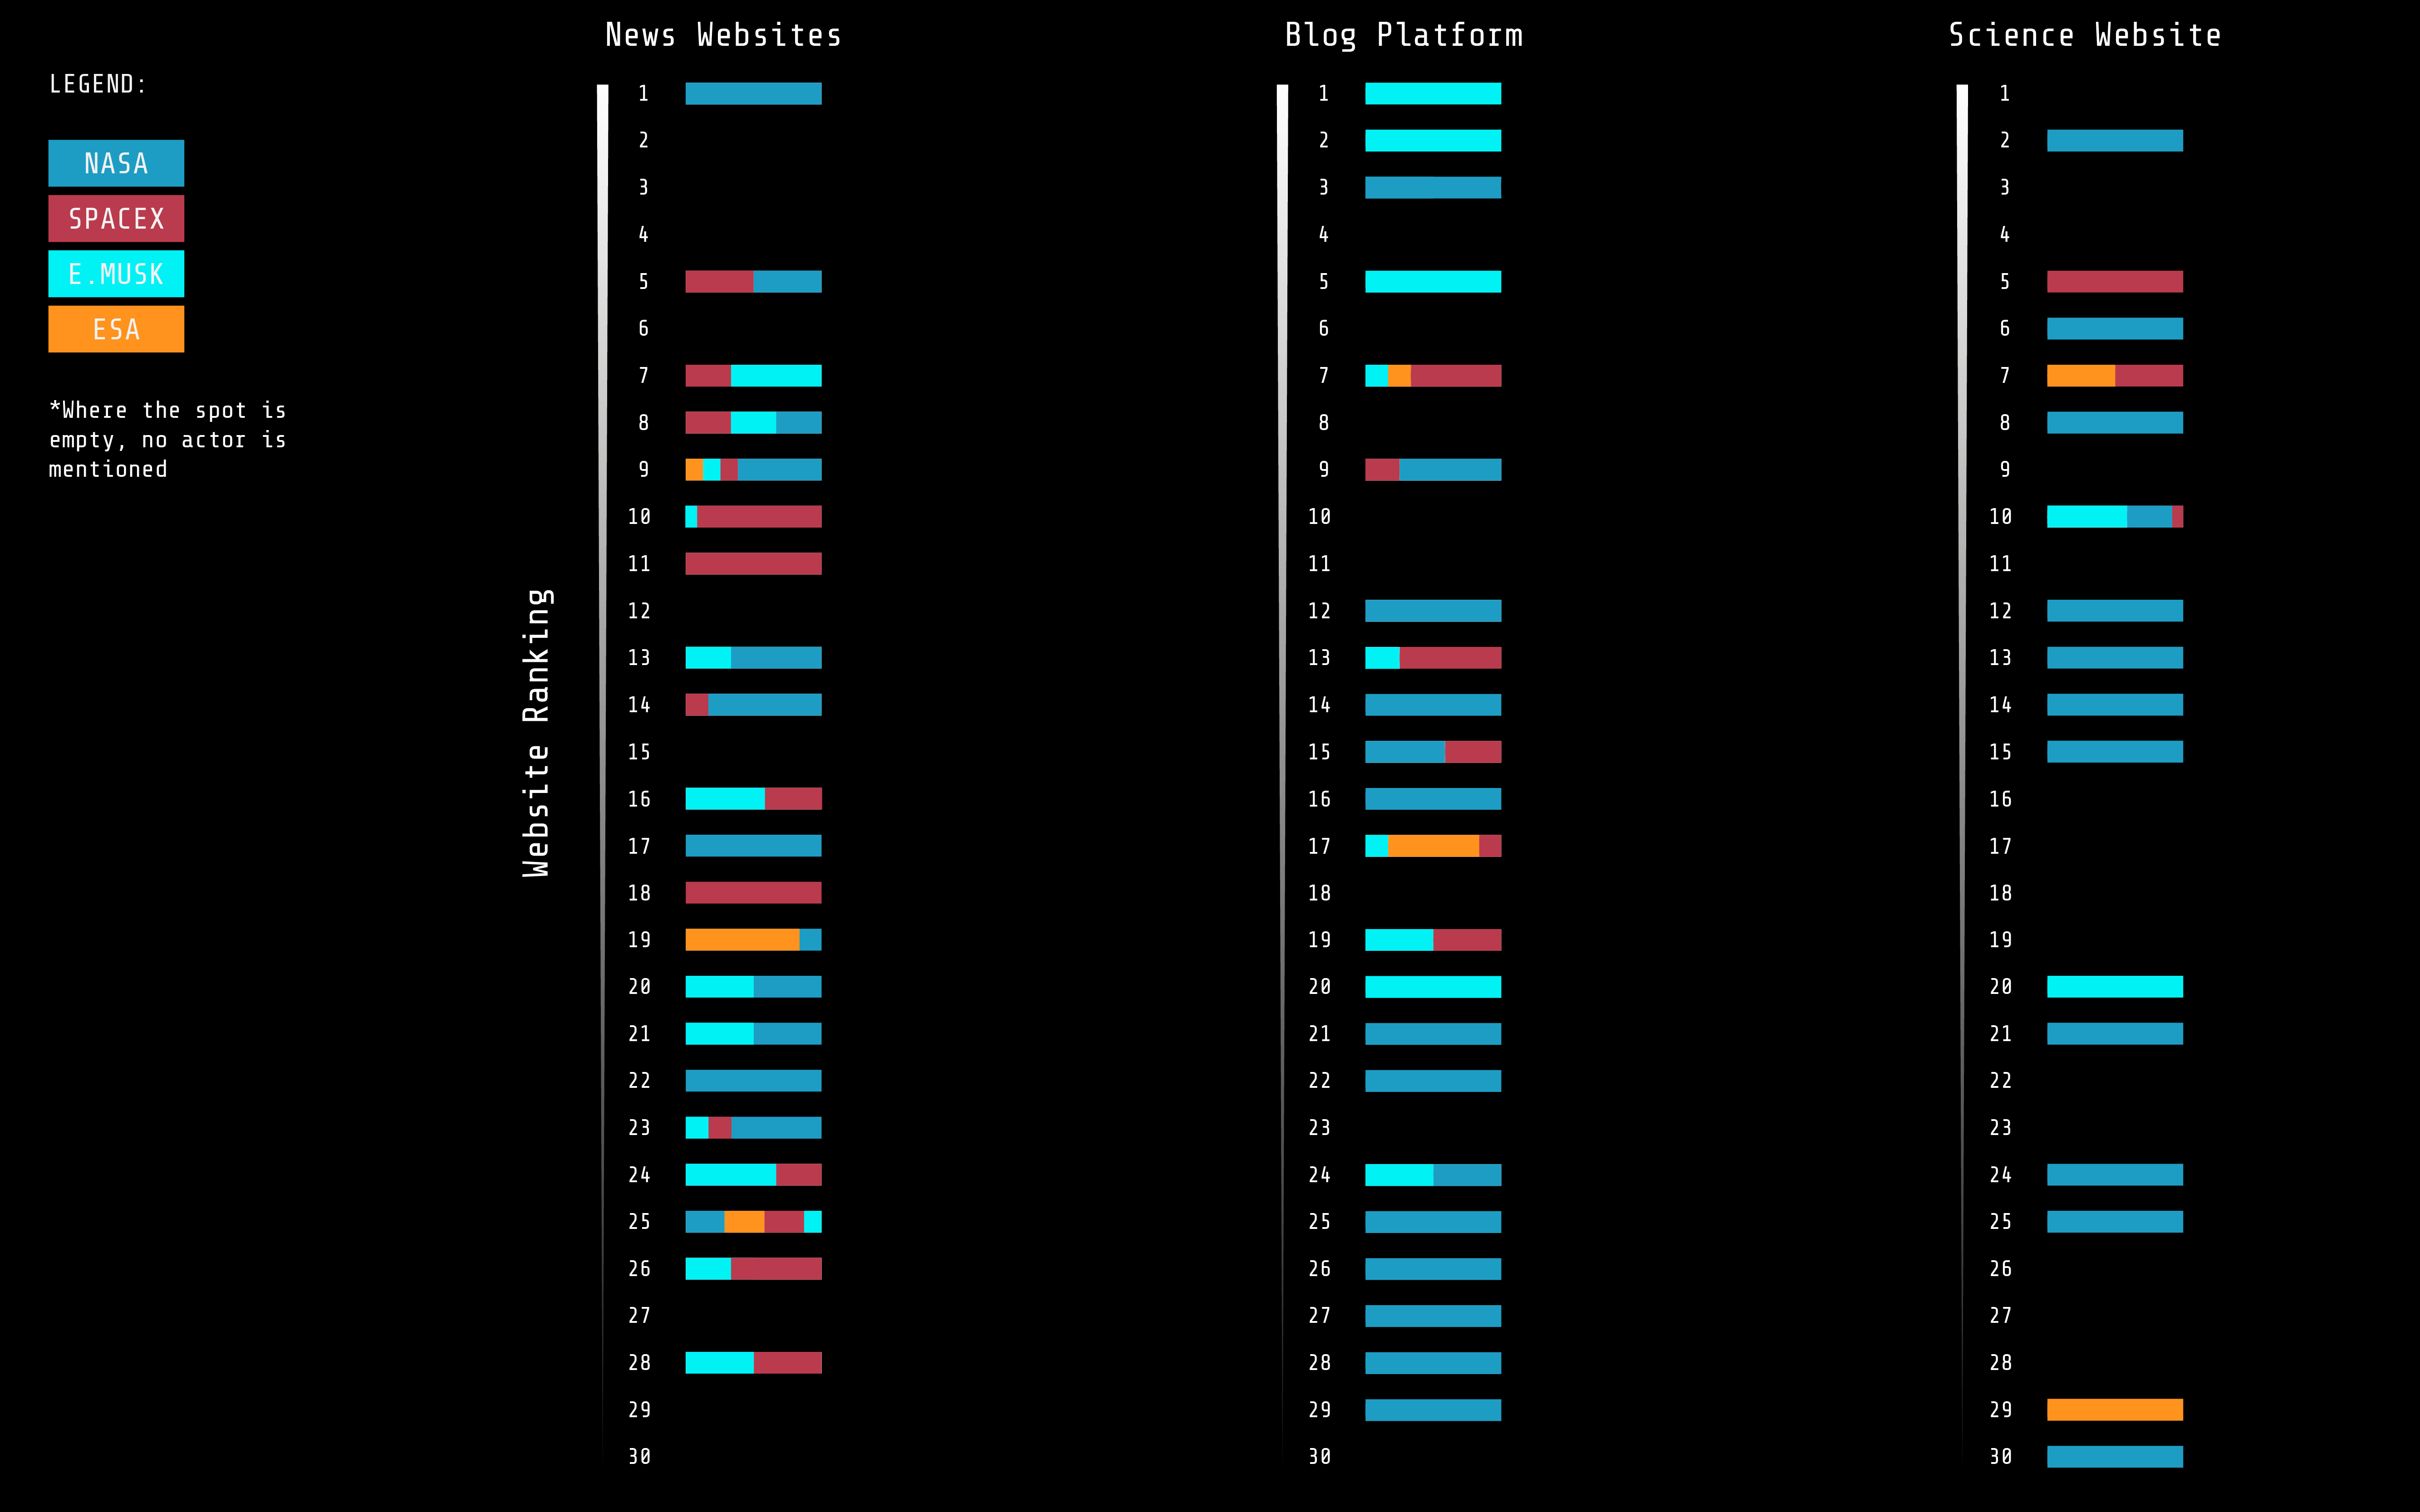 News Websites
Blog Platform
Science Website
LEGEND:
NASA
SPACEX
E.MUSK
ESA
*Where the spot is
empty, no actor is
mentioned
Website Ranking
1 1 1
2 2 2
3 3 3
4 4 4
5 5 5
6 6 6
7 7 7
8 8 8
9 9 9
10 10 10
11 11 11
12 12 12
13 13 13
14 14 14
15 15 15
16 16 16
17 17 17
18 18 18
19 19 19
20 20 20
21 21 21
22 22 22
23 23 23
24 24 24
25 25 25
26 26 26
27 27 27
28 28 28
29 29 29
30 30 30